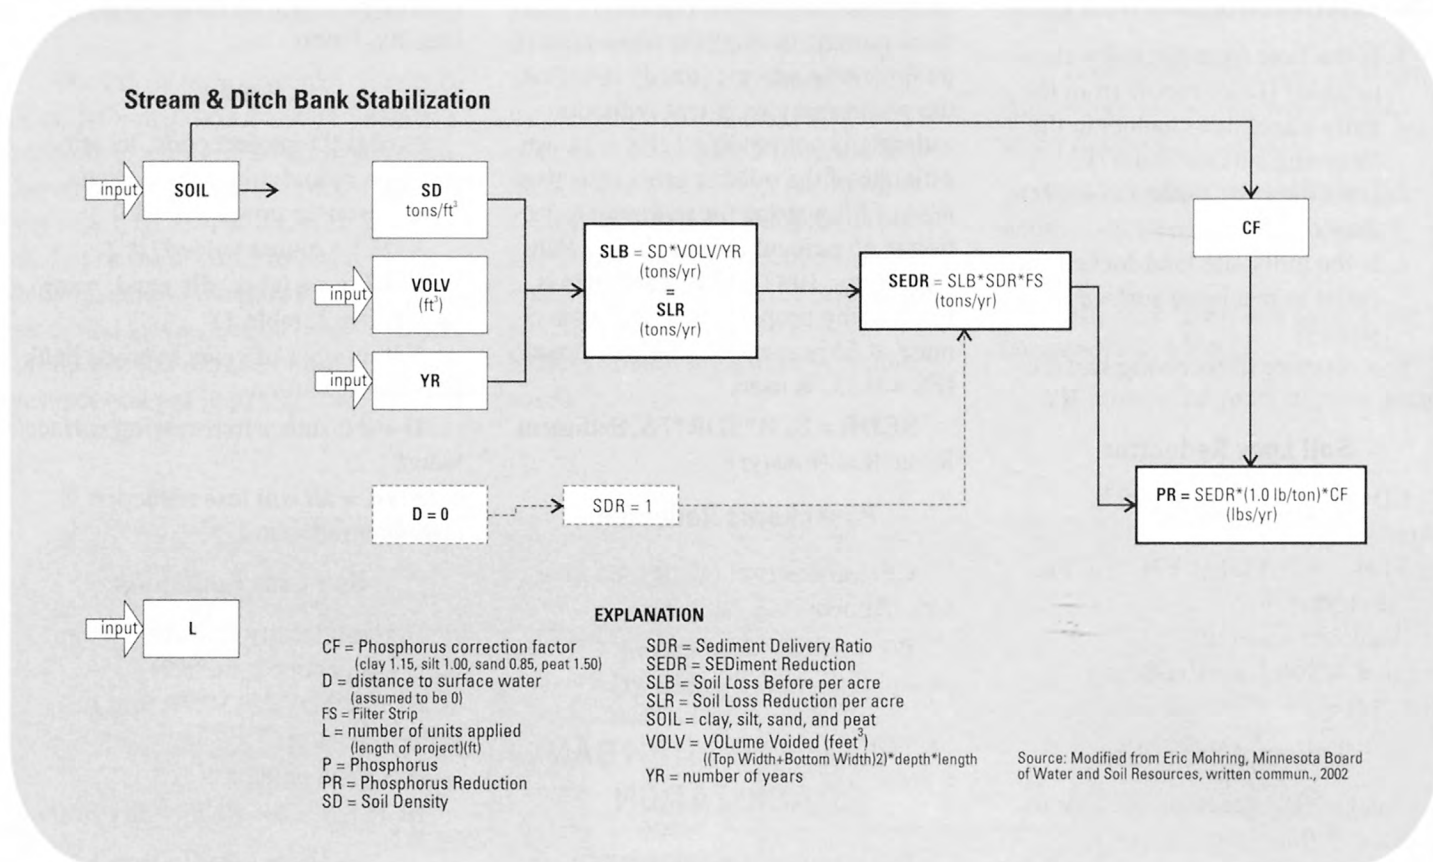 Stream & Ditch Bank Stabilization
input
SOIL
SD
tons/ft³
CF
input
VOLV
(ft³)
SLB = SD*VOLV/YR
(tons/yr)
=
SLR
(tons/yr)
SEDR = SLB*SDR*FS
(tons/yr)
input
YR
D = 0
SDR = 1
PR = SEDR*(1.0 lb/ton)*CF
(lbs/yr)
input
L
EXPLANATION
CF = Phosphorus correction factor
(clay 1.15, silt 1.00, sand 0.85, peat 1.50)
D = distance to surface water
(assumed to be 0)
FS = Filter Strip
L = number of units applied
(length of project)(ft)
P = Phosphorus
PR = Phosphorus Reduction
SD = Soil Density
SDR = Sediment Delivery Ratio
SEDR = SEDiment Reduction
SLB = Soil Loss Before per acre
SLR = Soil Loss Reduction per acre
SOIL = clay, silt, sand, and peat
VOLV = VOLume Voided (feet³)
((Top Width+Bottom Width)2)*depth*length
YR = number of years
Source: Modified from Eric Mohring, Minnesota Board
of Water and Soil Resources, written commun., 2002